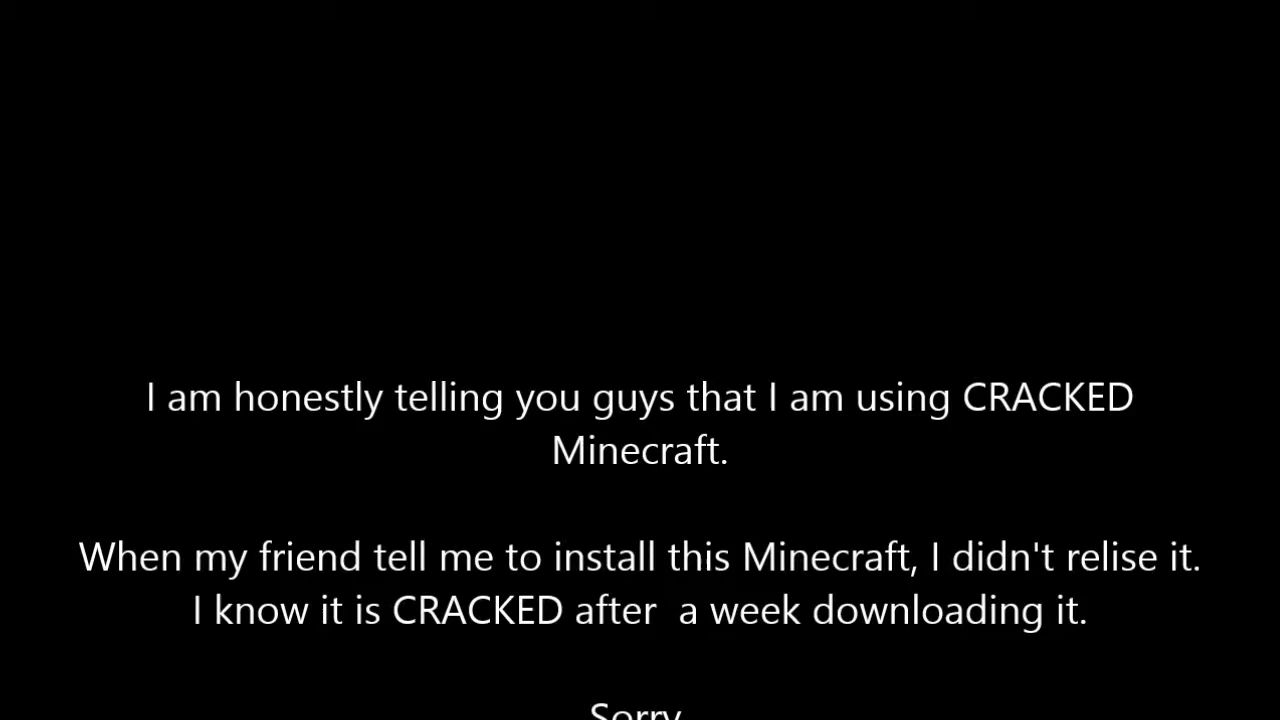 I am honestly telling you guys that I am using CRACKED
Minecraft.
When my friend tell me to install this Minecraft, I didn't relise it.
I know it is CRACKED after  a week downloading it.
Sorry